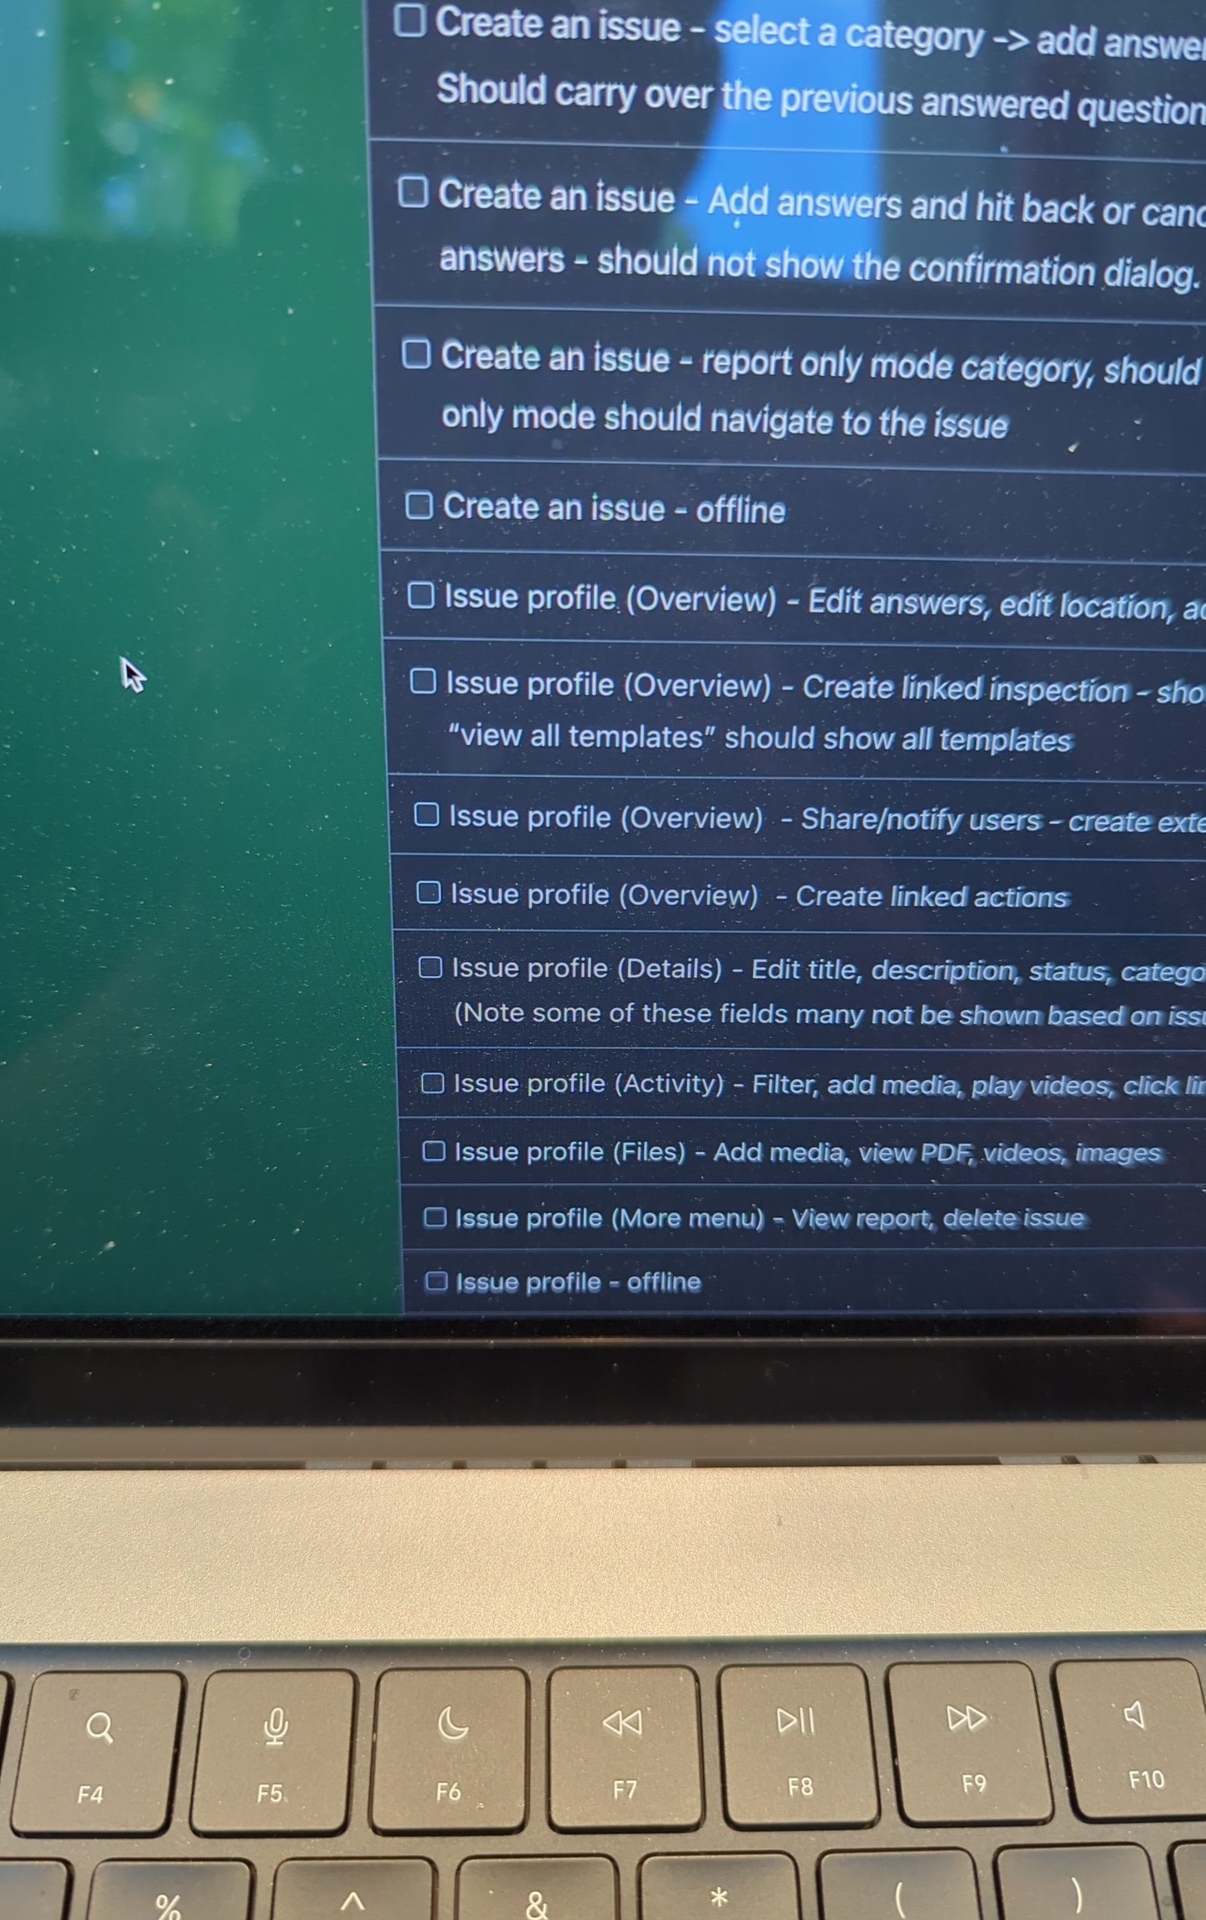 Create an issue - select a category -> add answer
Should carry over the previous answered question
Create an issue - Add answers and hit back or canc
answers - should not show the confirmation dialog.
Create an issue - report only mode category, should
only mode should navigate to the issue
Create an issue - offline
Issue profile (Overview) - Edit answers, edit location, ac
Issue profile (Overview) - Create linked inspection - sho
“view all templates” should show all templates
Issue profile (Overview) - Share/notify users - create exte
Issue profile (Overview) - Create linked actions
Issue profile (Details) - Edit title, description, status, catego
(Note some of these fields many not be shown based on issu
Issue profile (Activity) - Filter, add media, play videos, click lin
Issue profile (Files) - Add media, view PDF, videos, images
Issue profile (More menu) - View report, delete issue
Issue profile - offline
F4 F5 F6 F7 F8 F9 F10
% ^ & * ( )